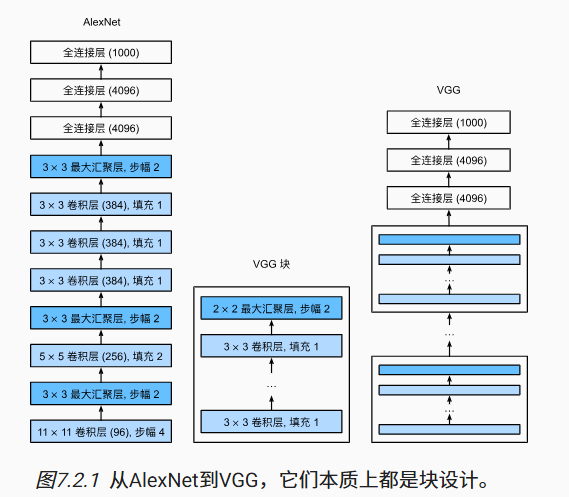 AlexNet
全连接层 (1000)
全连接层 (4096)
全连接层 (4096)
3 × 3 最大汇聚层, 步幅 2
3 × 3 卷积层 (384), 填充 1
3 × 3 卷积层 (384), 填充 1
3 × 3 卷积层 (384), 填充 1
3 × 3 最大汇聚层, 步幅 2
5 × 5 卷积层 (256), 填充 2
3 × 3 最大汇聚层, 步幅 2
11 × 11 卷积层 (96), 步幅 4
VGG 块
2 × 2 最大汇聚层, 步幅 2
3 × 3 卷积层, 填充 1
...
3 × 3 卷积层, 填充 1
VGG
全连接层 (1000)
全连接层 (4096)
全连接层 (4096)
...
...
...
图7.2.1 从AlexNet到VGG，它们本质上都是块设计。